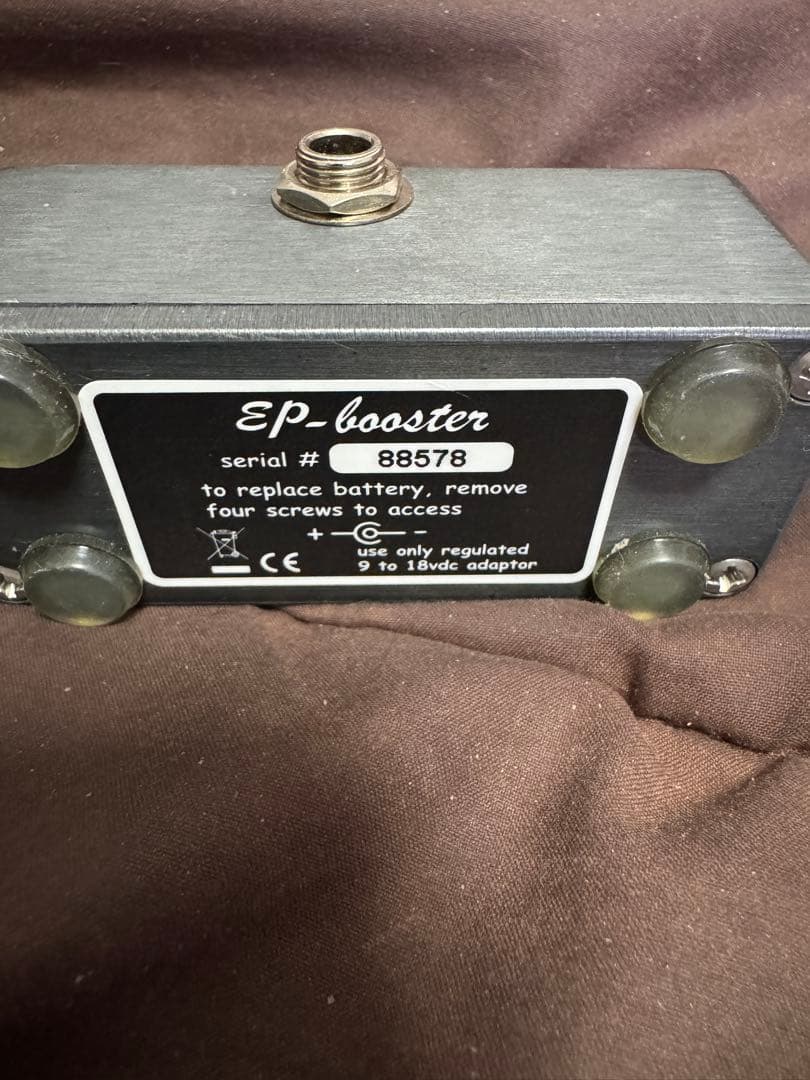 EP-booster
serial # 88578
to replace battery, remove
four screws to access
+ -
CE
use only regulated
9 to 18vdc adaptor